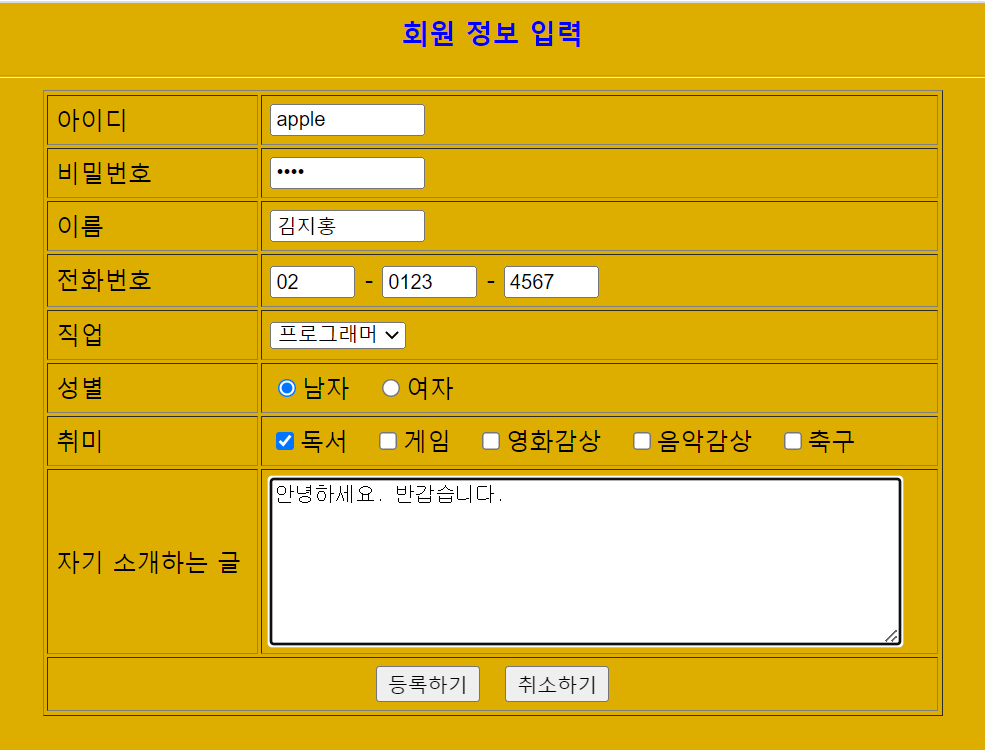 회원 정보 입력
아이디 apple
비밀번호 ••••
이름 김지홍
전화번호 02 - 0123 - 4567
직업 프로그래머
성별 남자 여자
취미 독서 게임 영화감상 음악감상 축구
자기 소개하는 글 안녕하세요. 반갑습니다.
등록하기 취소하기